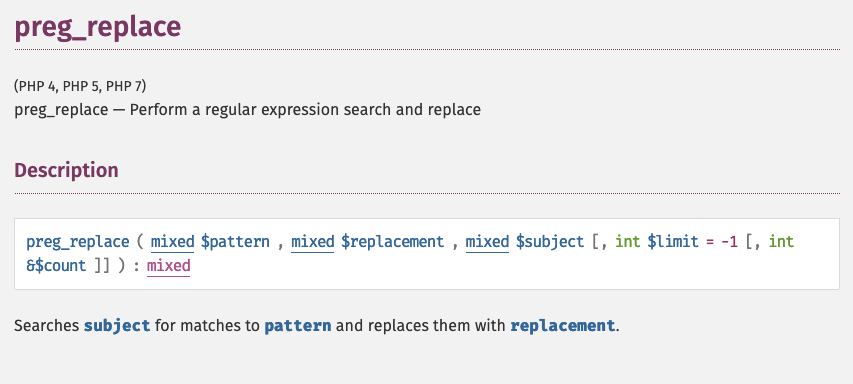 preg_replace
(PHP 4, PHP 5, PHP 7)
preg_replace — Perform a regular expression search and replace
Description
preg_replace ( mixed $pattern , mixed $replacement , mixed $subject [, int $limit = -1 [, int
&$count ]] ) : mixed
Searches subject for matches to pattern and replaces them with replacement.